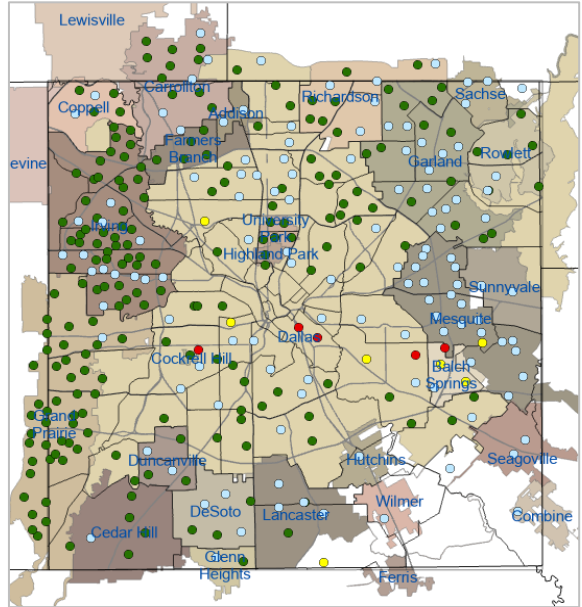 Lewisville
Carrollton
Coppell
Addison
Richardson
Sachse
Farmers
Branch
evine
Garland
Rowlett
Irving
University
Park
Highland Park
Sunnyvale
Mesquite
Dallas
Cockrell Hill
Balch
Springs
Grand
Prairie
Duncanville
Hutchins
Seagoville
DeSoto
Lancaster
Wilmer
Combine
Cedar Hill
Glenn
Heights
Ferris